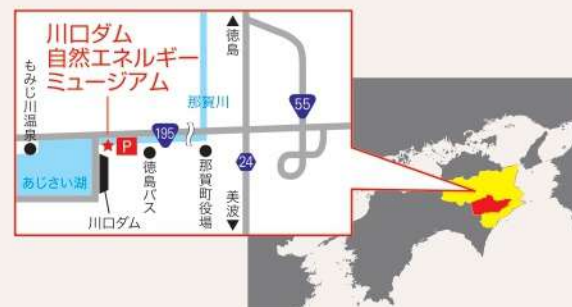 川口ダム
自然エネルギー
ミュージアム
もみじ川温泉
▲徳島
那賀川
55
195
P
24
あじさい湖
川口ダム
徳島バス
那賀町役場
美波▼